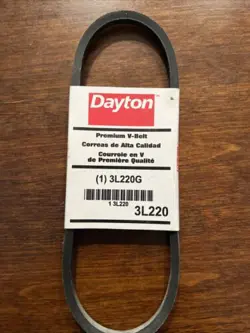 Dayton
Premium V-Belt
Correas de Alta Calidad
Courroie en V
de Première Qualité
(1) 3L220G
1 3L220
3L220